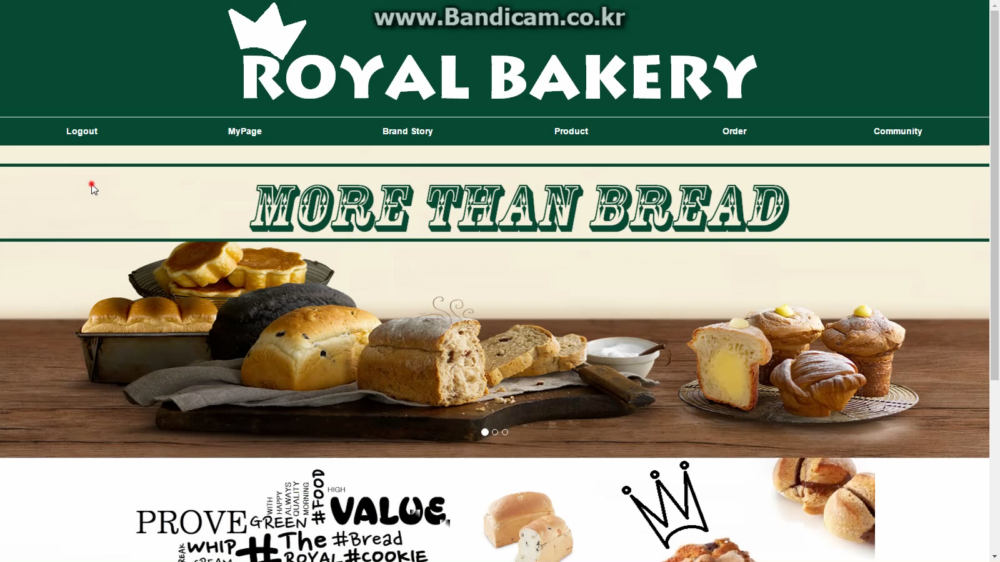 www.Bandicam.co.kr
ROYAL BAKERY
Logout MyPage Brand Story Product Order Community
MORE THAN BREAD
PROVE
WITH
HAPPY
ALWAYS
QUALITY
MORNING
#FOOD
HIGH
VALUE
GREEN
WHIP
#The #Bread
ROYAL #COOKIE